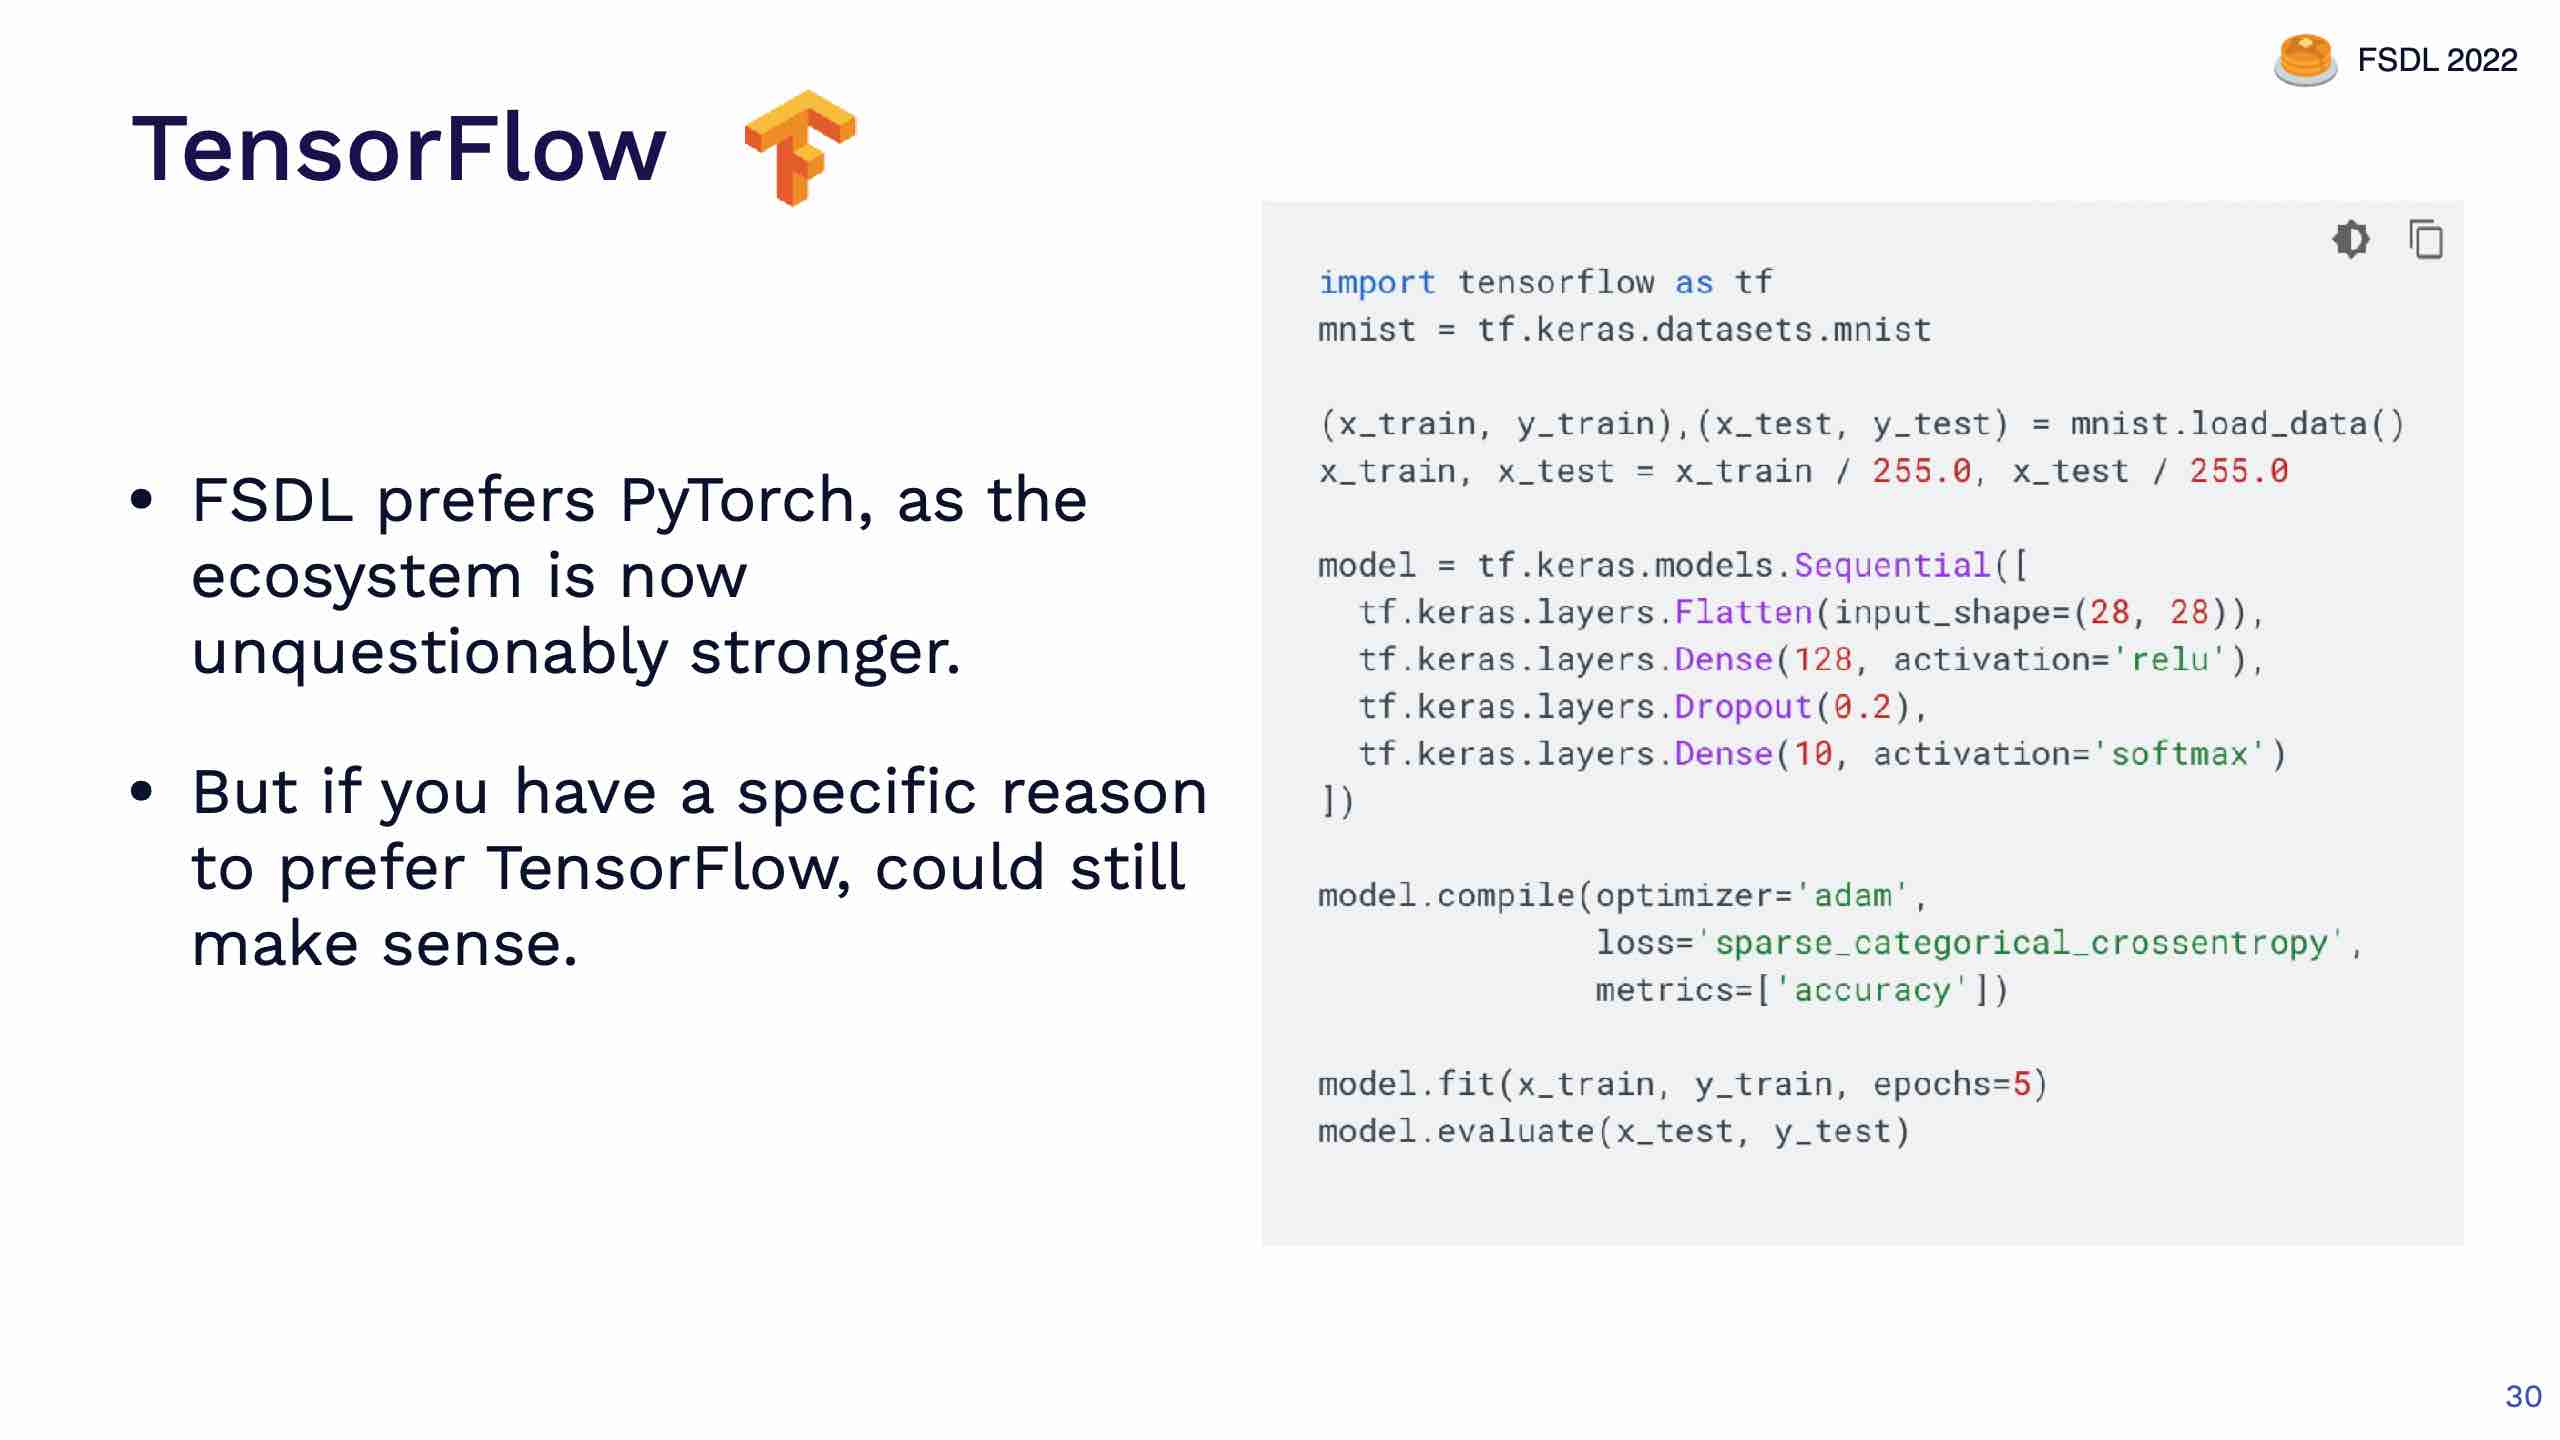 FSDL 2022
TensorFlow
• FSDL prefers PyTorch, as the
ecosystem is now
unquestionably stronger.
• But if you have a specific reason
to prefer TensorFlow, could still
make sense.
import tensorflow as tf
mnist = tf.keras.datasets.mnist

(x_train, y_train),(x_test, y_test) = mnist.load_data()
x_train, x_test = x_train / 255.0, x_test / 255.0

model = tf.keras.models.Sequential([
  tf.keras.layers.Flatten(input_shape=(28, 28)),
  tf.keras.layers.Dense(128, activation='relu'),
  tf.keras.layers.Dropout(0.2),
  tf.keras.layers.Dense(10, activation='softmax')
])

model.compile(optimizer='adam',
              loss='sparse_categorical_crossentropy',
              metrics=['accuracy'])

model.fit(x_train, y_train, epochs=5)
model.evaluate(x_test, y_test)
30